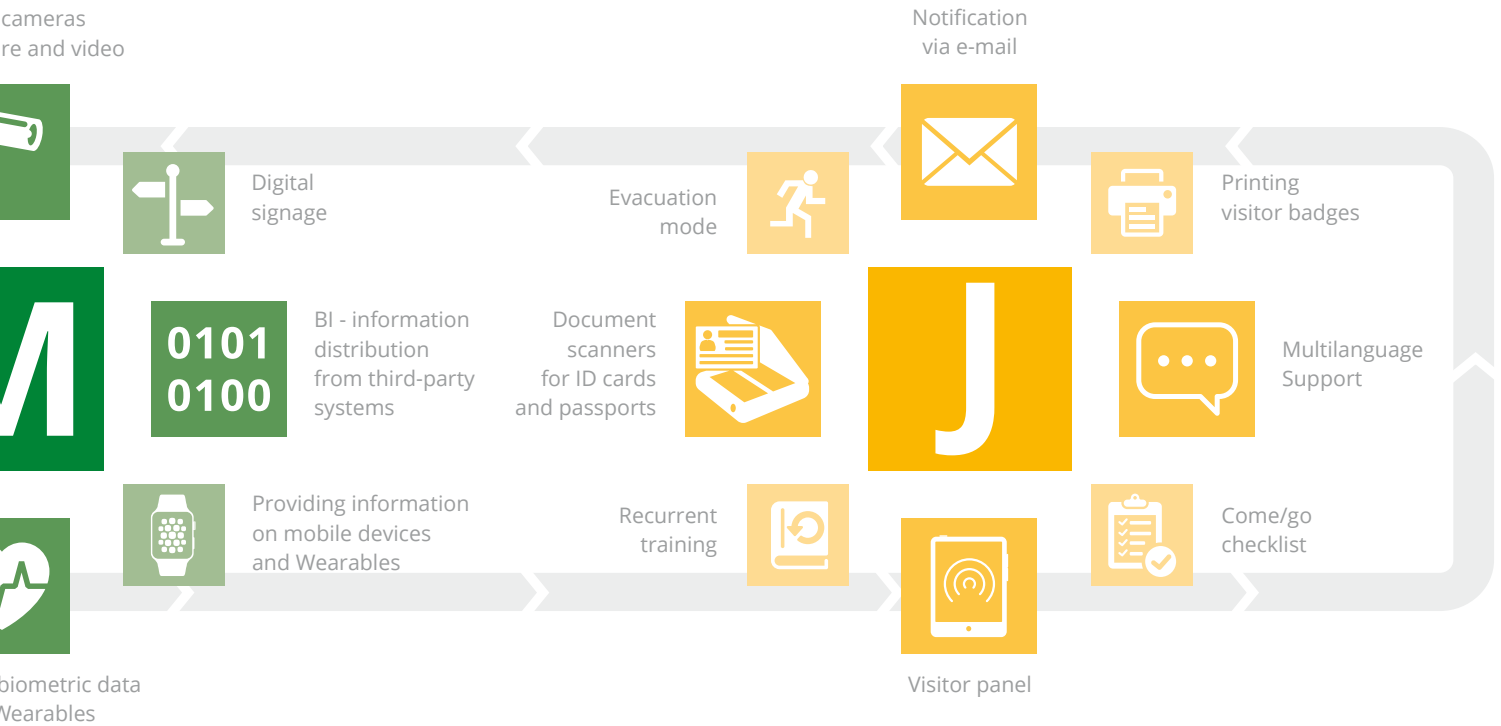 cameras
re and video
Notification
via e-mail
Digital
signage
Evacuation
mode
Printing
visitor badges
M
0101
0100
BI - information
distribution
from third-party
systems
Document
scanners
for ID cards
and passports
J
Multilanguage
Support
Providing information
on mobile devices
and Wearables
Recurrent
training
Come/go
checklist
biometric data
Wearables
Visitor panel